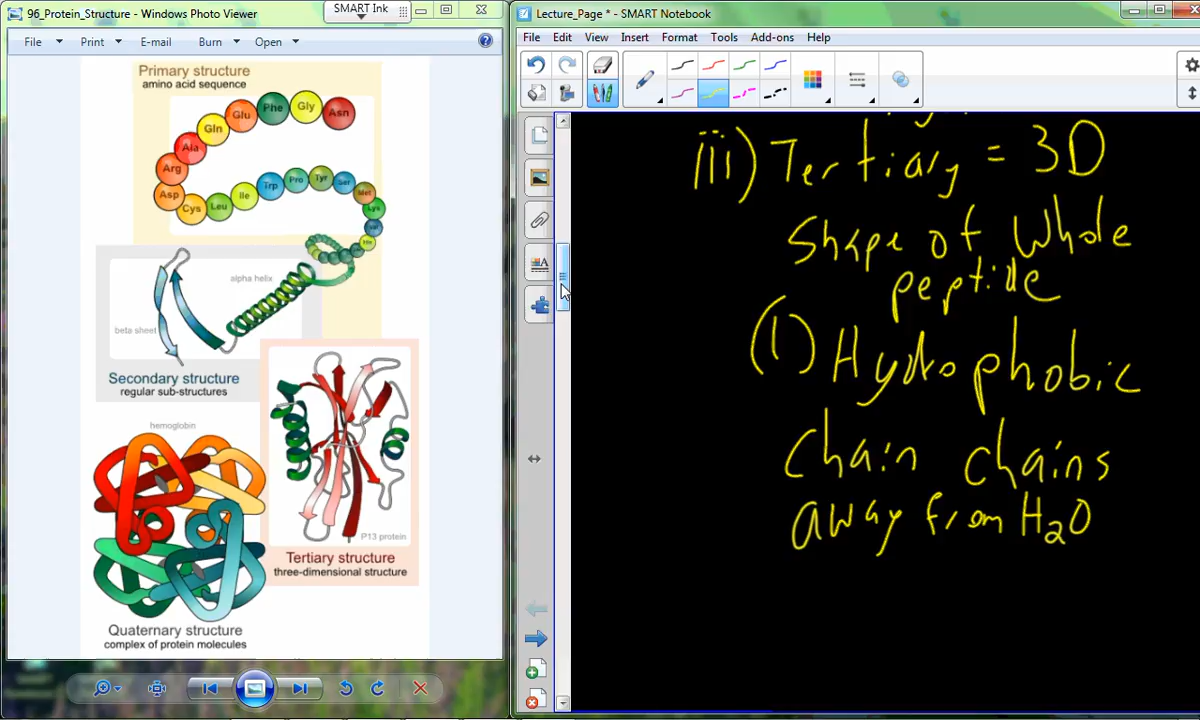 96_Protein_Structure - Windows Photo Viewer
SMART Ink
File Print E-mail Burn Open
Primary structure
amino acid sequence
Asn
Gly
Phe
Glu
Gln
Ala
Arg
Asp
Cys
Leu
Ile
Trp
Pro
Tyr
Ser
Met
Lys
Val
His
alpha helix
beta sheet
Secondary structure
regular sub-structures
hemoglobin
P13 protein
Tertiary structure
three-dimensional structure
Quaternary structure
complex of protein molecules
Lecture_Page * - SMART Notebook
File Edit View Insert Format Tools Add-ons Help
iii) Tertiary = 3D
shape of whole
peptide
(1) Hydrophobic
chain chains
away from H₂O